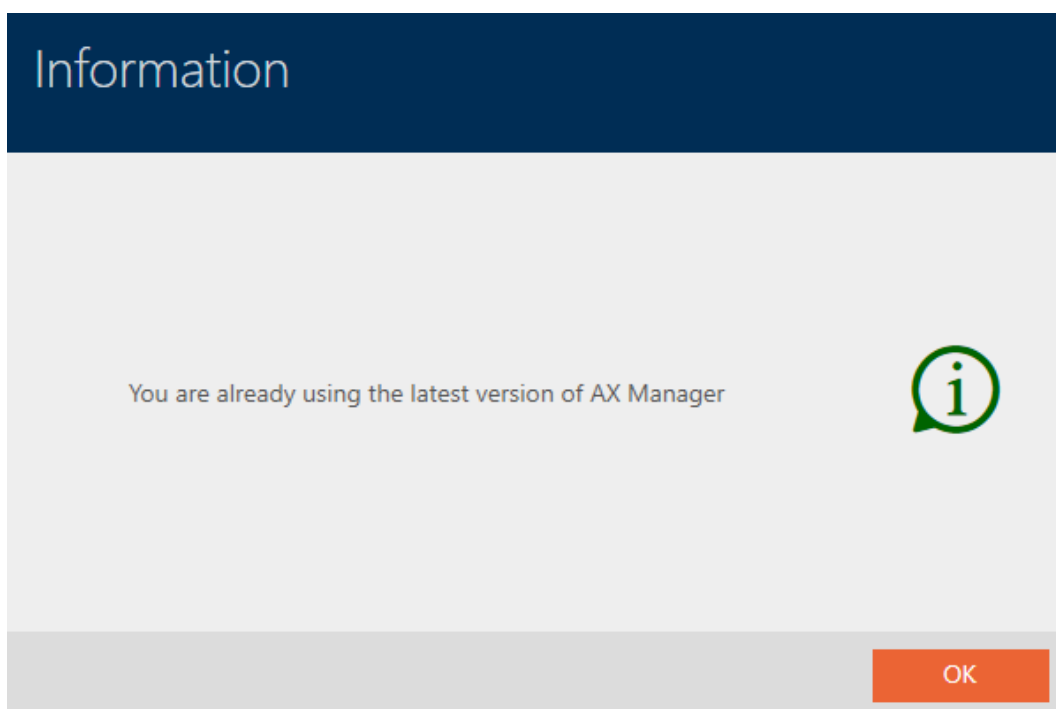 Information
You are already using the latest version of AX Manager
i
OK